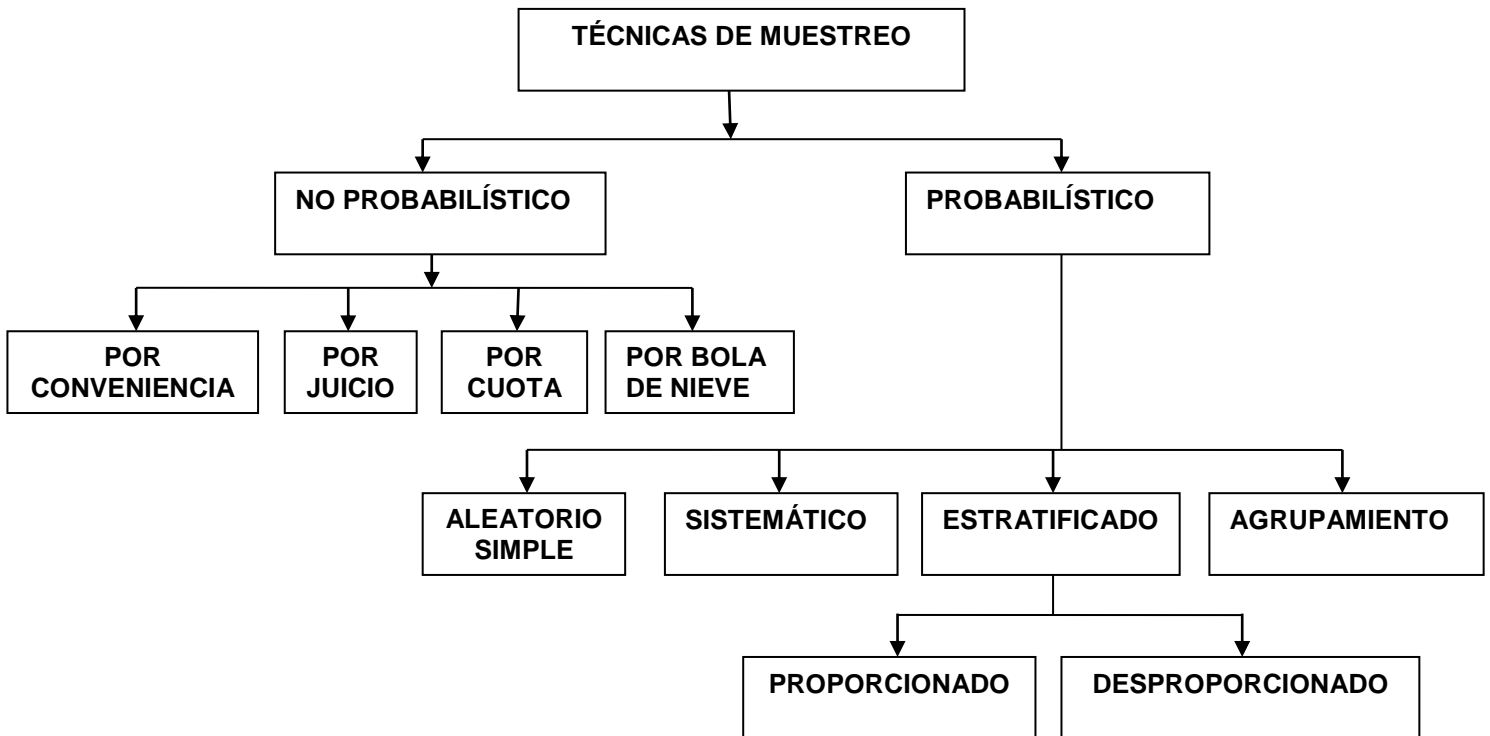 TÉCNICAS DE MUESTREO
NO PROBABILÍSTICO
PROBABILÍSTICO
POR
CONVENIENCIA
POR
JUICIO
POR
CUOTA
POR BOLA
DE NIEVE
ALEATORIO
SIMPLE
SISTEMÁTICO
ESTRATIFICADO
AGRUPAMIENTO
PROPORCIONADO
DESPROPORCIONADO